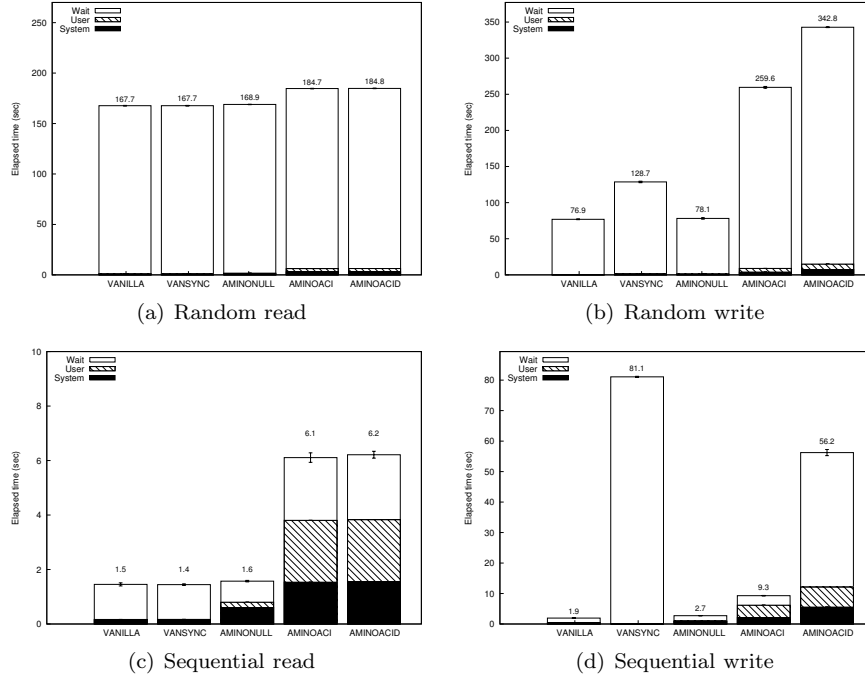 Wait
User
System
Elapsed time (sec)
250
200
150
100
50
0
167.7
167.7
168.9
184.7
184.8
VANILLA VANSYNC AMINONULL AMINOACI AMINOACID
(a) Random read
Wait
User
System
Elapsed time (sec)
350
300
250
200
150
100
50
0
76.9
128.7
78.1
259.6
342.8
VANILLA VANSYNC AMINONULL AMINOACI AMINOACID
(b) Random write
Wait
User
System
Elapsed time (sec)
10
8
6
4
2
0
1.5
1.4
1.6
6.1
6.2
VANILLA VANSYNC AMINONULL AMINOACI AMINOACID
(c) Sequential read
Wait
User
System
Elapsed time (sec)
80
70
60
50
40
30
20
10
0
1.9
81.1
2.7
9.3
56.2
VANILLA VANSYNC AMINONULL AMINOACI AMINOACID
(d) Sequential write